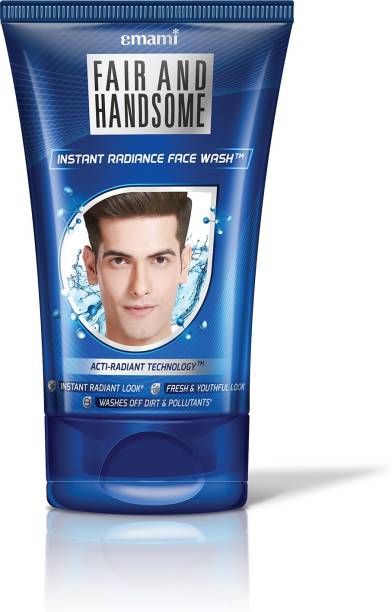 emami
FAIR AND
HANDSOME
INSTANT RADIANCE FACE WASH™
ACTI-RADIANT TECHNOLOGY™
INSTANT RADIANT LOOK# FRESH & YOUTHFUL LOOK
WASHES OFF DIRT & POLLUTANTS†